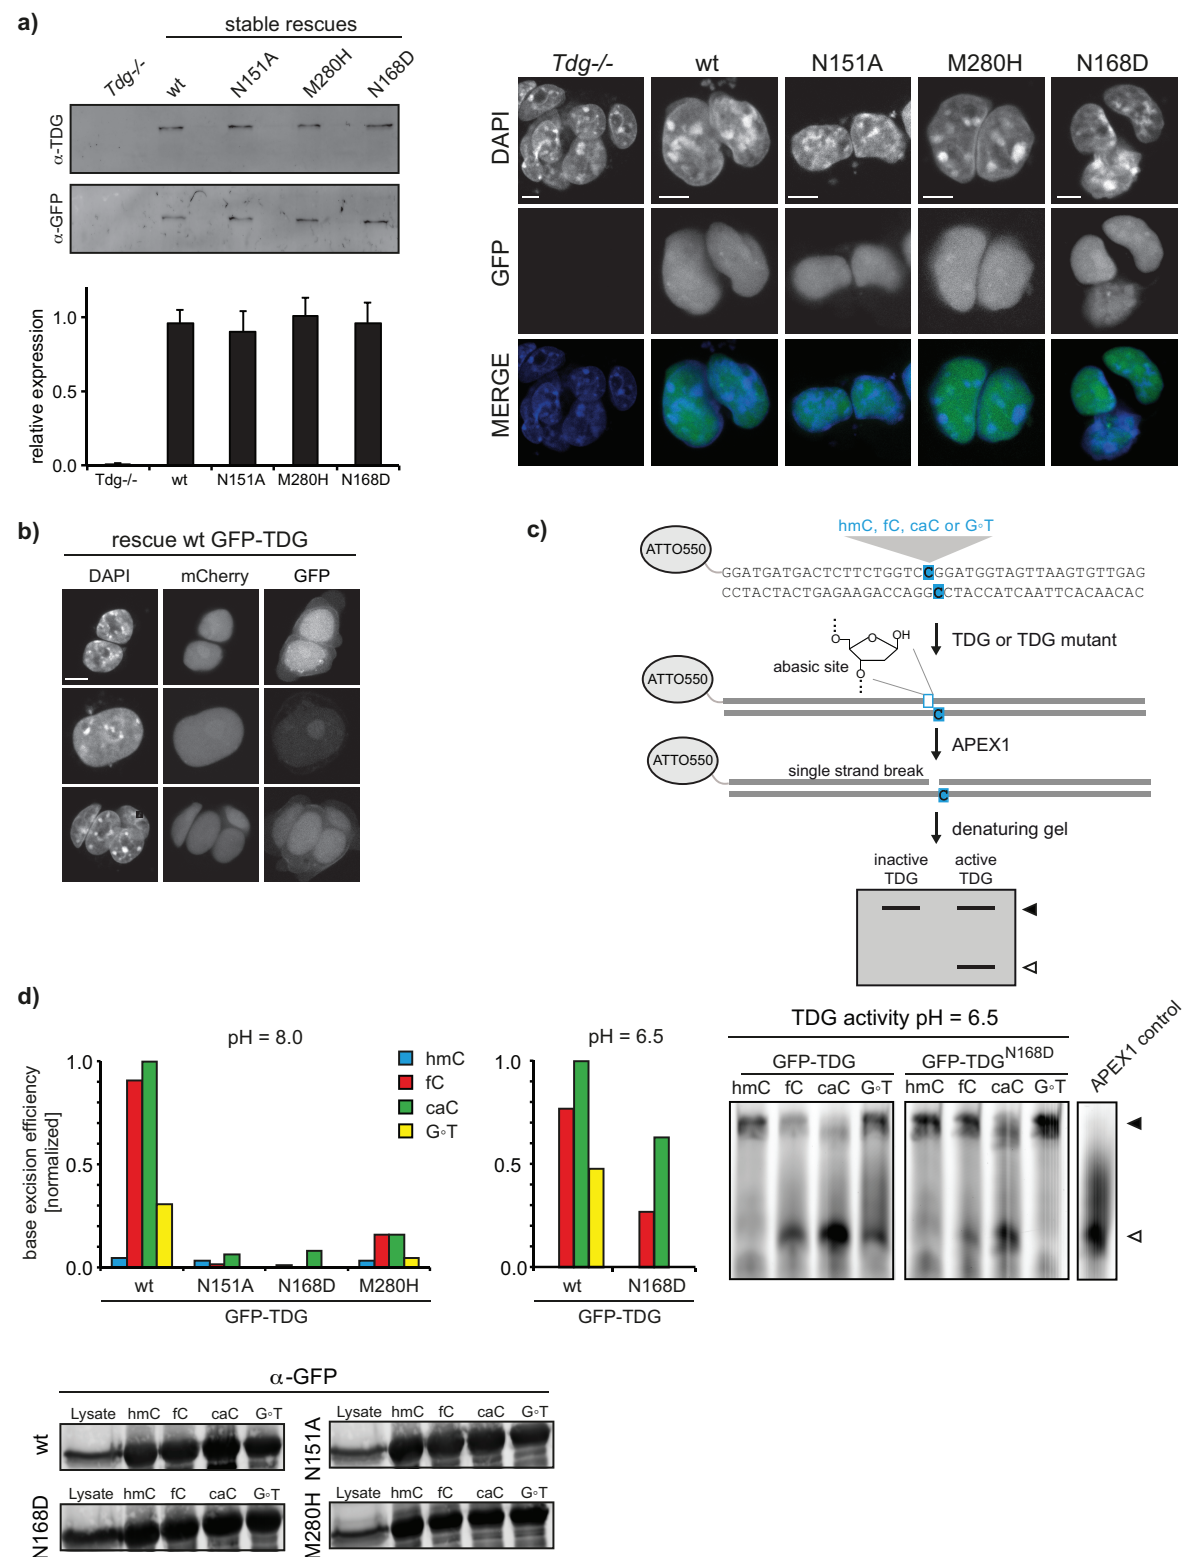 a)
stable rescues
Tdg-/-
wt
N151A
M280H
N168D
α-TDG
α-GFP
relative expression
1.0
0.5
0.0
Tdg-/- wt N151A M280H N168D
Tdg-/- wt N151A M280H N168D
DAPI
GFP
MERGE
b)
rescue wt GFP-TDG
DAPI mCherry GFP
c)
hmC, fC, caC or G◦T
ATTO550
GGATGATGACTCTTCTGGTCCGGATGGTAGTTAAGTGTTGAG
CCTACTACTGAGAAGACCAGGCCTACCATCAATTCACAACAC
TDG or TDG mutant
O
O
OH
O
abasic site
ATTO550
C
APEX1
ATTO550
single strand break
C
denaturing gel
inactive TDG
active TDG
d)
pH = 8.0
hmC
fC
caC
G◦T
base excision efficiency
[normalized]
1.0
0.5
0.0
wt N151A N168D M280H
GFP-TDG
pH = 6.5
1.0
0.5
0.0
wt N168D
GFP-TDG
TDG activity pH = 6.5
GFP-TDG
GFP-TDG N168D
hmC fC caC G◦T
hmC fC caC G◦T
APEX1 control
α-GFP
wt
Lysate hmC fC caC G◦T
N151A
Lysate hmC fC caC G◦T
N168D
Lysate hmC fC caC G◦T
M280H
Lysate hmC fC caC G◦T